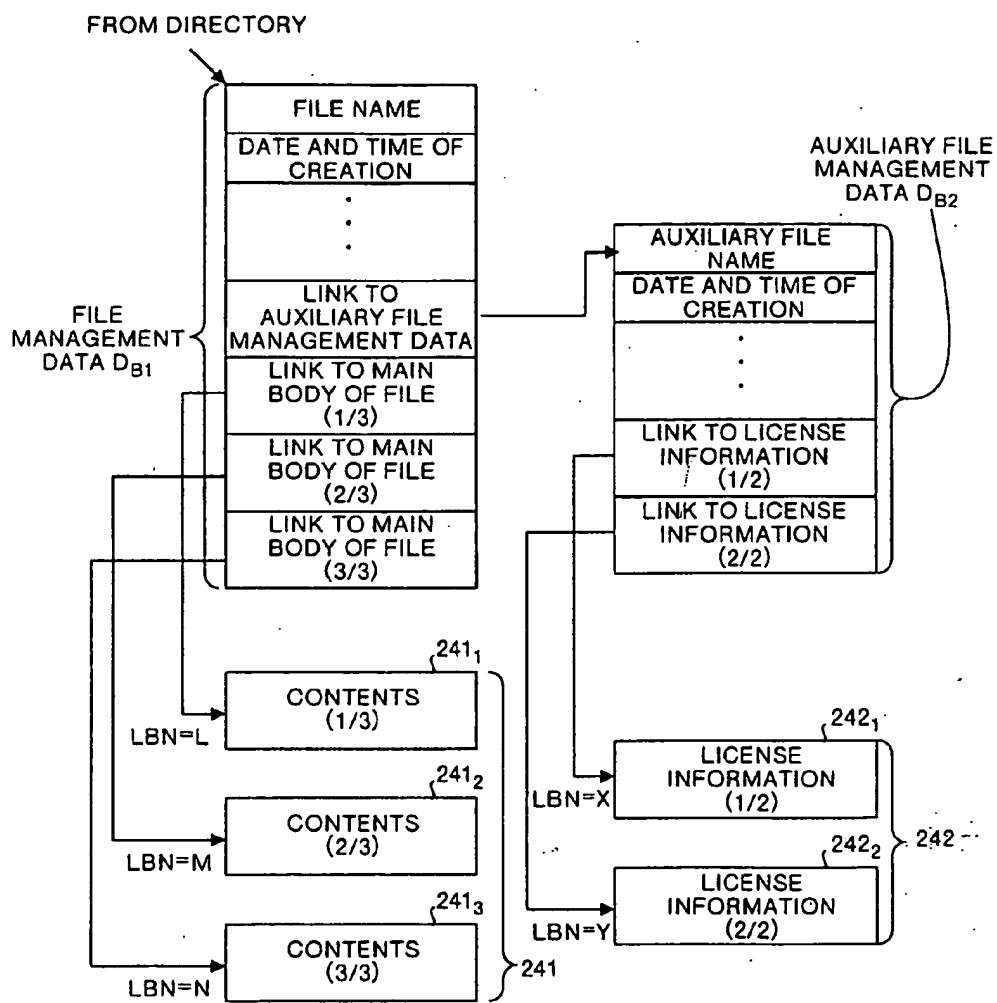 FROM DIRECTORY
FILE NAME
DATE AND TIME OF
CREATION
LINK TO
AUXILIARY FILE
MANAGEMENT DATA
LINK TO MAIN
BODY OF FILE
(1/3)
LINK TO MAIN
BODY OF FILE
(2/3)
LINK TO MAIN
BODY OF FILE
(3/3)
FILE
MANAGEMENT
DATA DB1
AUXILIARY FILE
MANAGEMENT
DATA DB2
AUXILIARY FILE
NAME
DATE AND TIME OF
CREATION
LINK TO LICENSE
INFORMATION
(1/2)
LINK TO LICENSE
INFORMATION
(2/2)
241₁
CONTENTS
(1/3)
LBN=L
241₂
CONTENTS
(2/3)
LBN=M
241₃
CONTENTS
(3/3)
LBN=N
241
242₁
LICENSE
INFORMATION
(1/2)
LBN=X
242₂
LICENSE
INFORMATION
(2/2)
LBN=Y
242